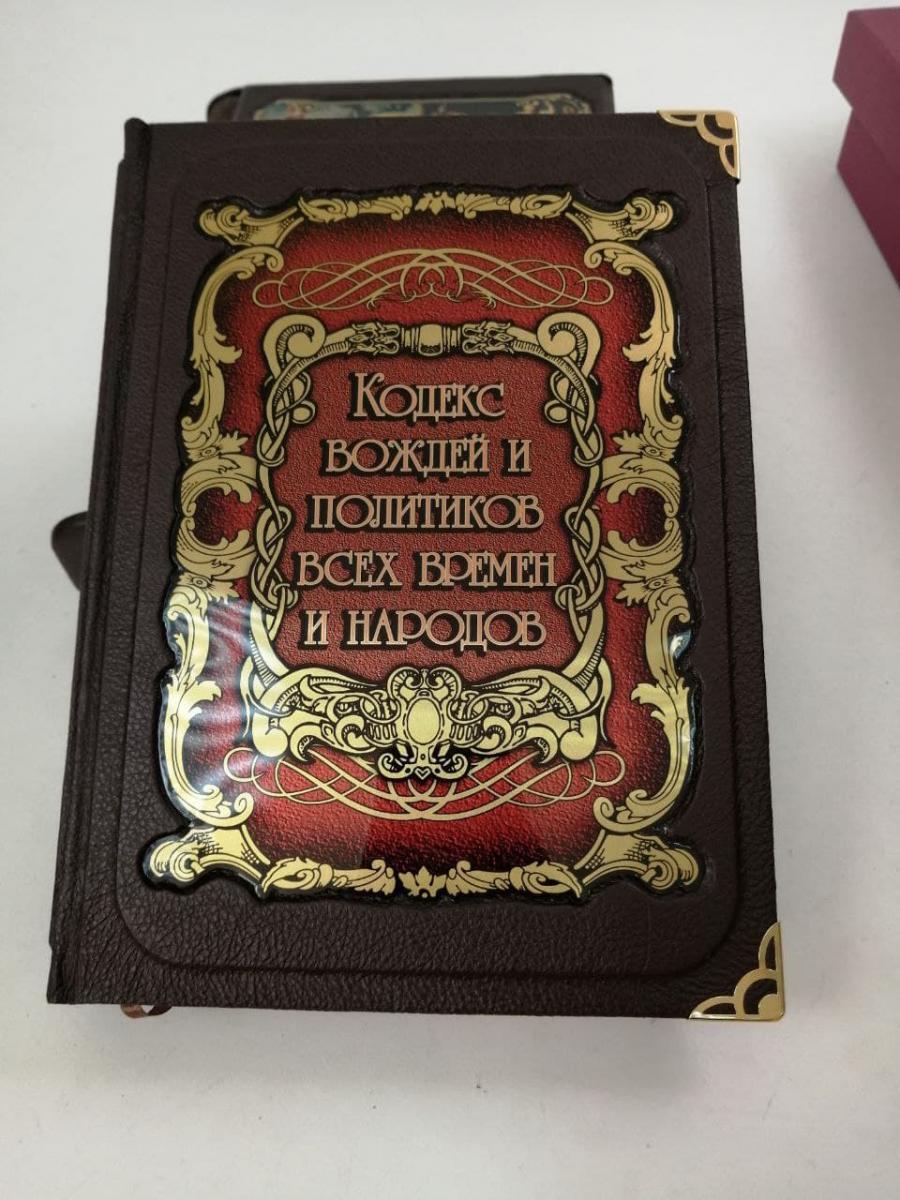 Кодекс
вождей и
политиков
всех времен
и народов